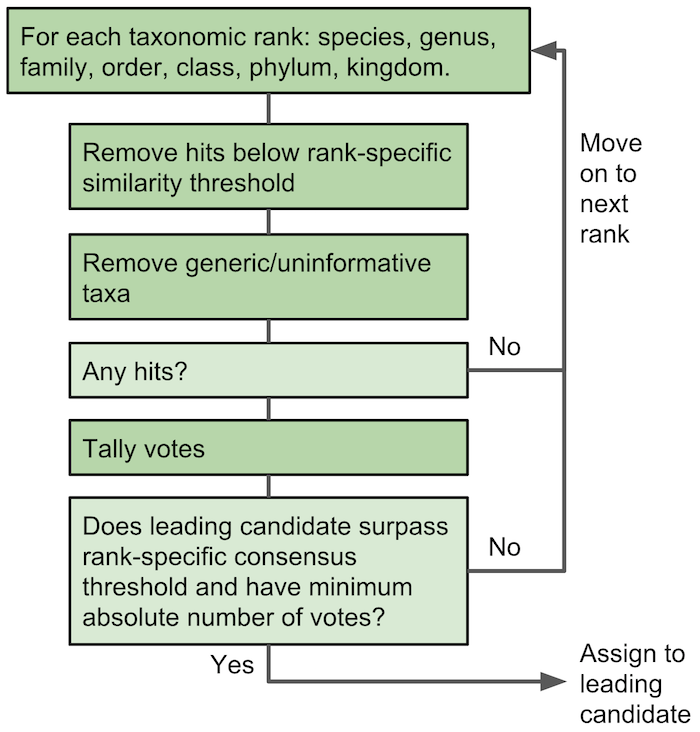 For each taxonomic rank: species, genus,
family, order, class, phylum, kingdom.
Move
on to
next
rank
Remove hits below rank-specific
similarity threshold
Remove generic/uninformative
taxa
Any hits?
No
Tally votes
Does leading candidate surpass
rank-specific consensus
threshold and have minimum
absolute number of votes?
No
Yes
Assign to
leading
candidate